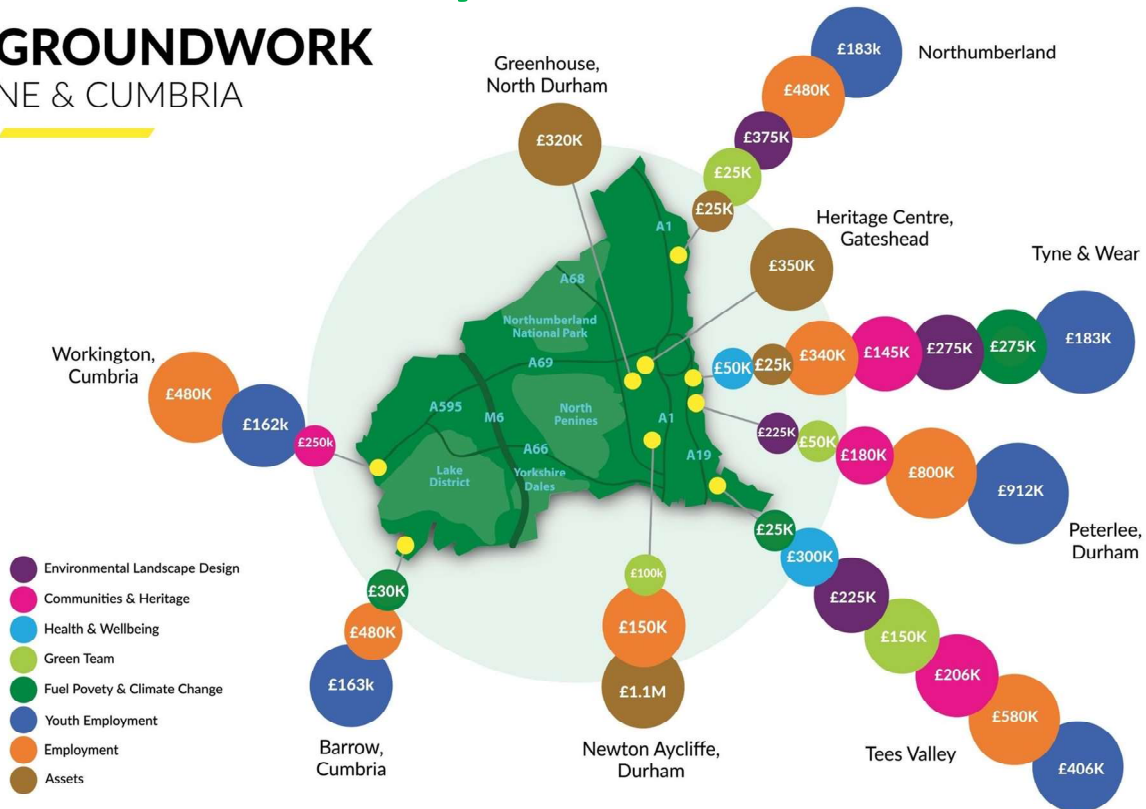 GROUNDWORK
NE & CUMBRIA
Greenhouse,
North Durham
£320K
£183k
Northumberland
£480K
£375K
£25K
£25K
Heritage Centre,
Gateshead
£350K
Tyne & Wear
£50K
£25k
£340K
£145K
£275K
£275K
£183K
Workington,
Cumbria
£480K
£162k
£250k
A1
A68
Northumberland
National Park
A69
A595
M6
North
Penines
A1
A66
A19
Lake
District
Yorkshire
Dales
£225K
£50K
£180K
£800K
£912K
Peterlee,
Durham
£25K
£300K
£225K
£150K
£206K
£580K
£406K
Tees Valley
£100k
£150K
£1.1M
Newton Aycliffe,
Durham
£30K
£480K
£163k
Barrow,
Cumbria
Environmental Landscape Design
Communities & Heritage
Health & Wellbeing
Green Team
Fuel Povety & Climate Change
Youth Employment
Employment
Assets